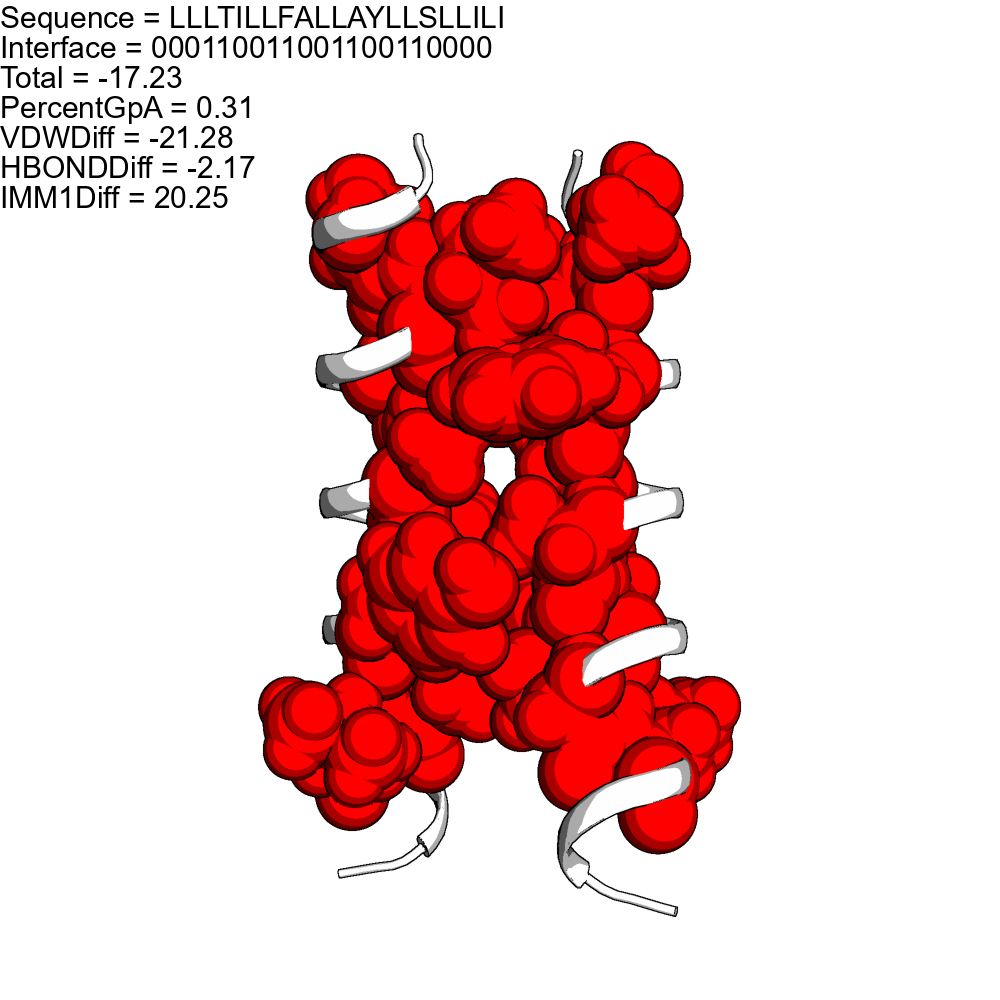 Sequence = LLLTILLFALLAYLLSLLILI
Interface = 000110011001100110000
Total = -17.23
PercentGpA = 0.31
VDWDiff = -21.28
HBONDDiff = -2.17
IMM1Diff = 20.25